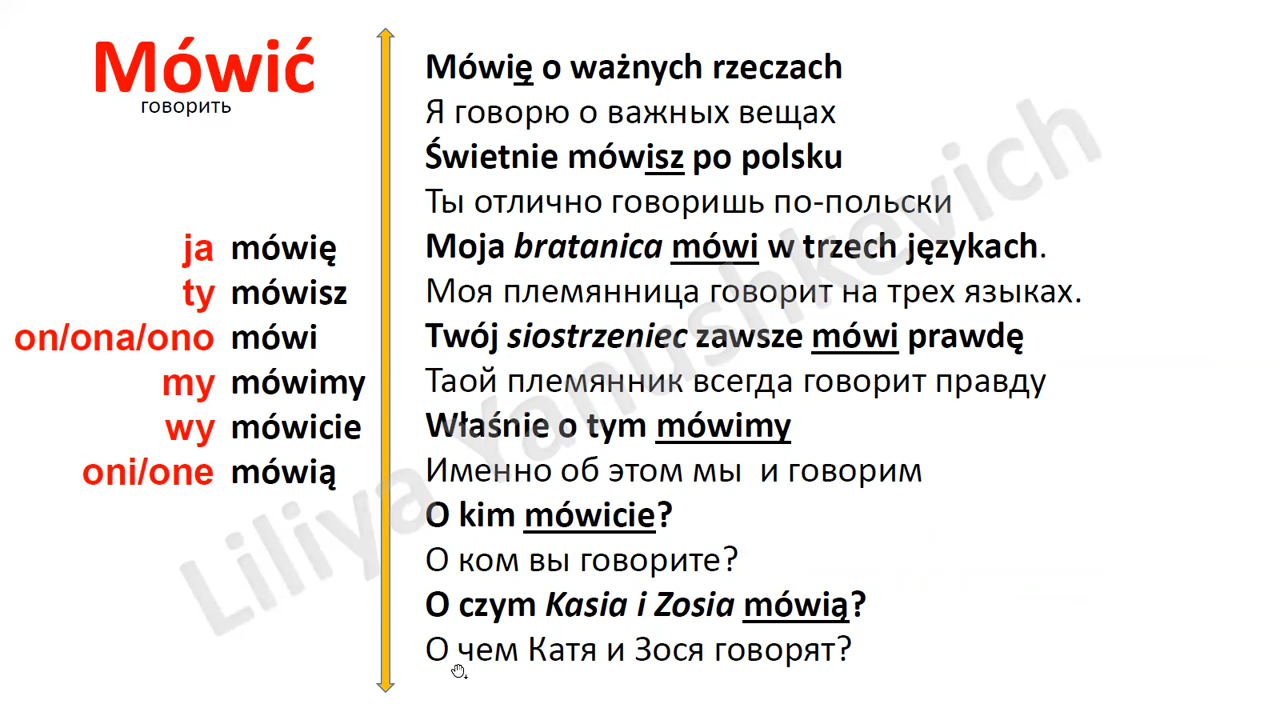 Мówić
говорить
ja mówię
ty mówisz
on/ona/ono mówi
my mówimy
wy mówicie
oni/one mówią
Mówię o ważnych rzeczach
Я говорю о важных вещах
Świetnie mówisz po polsku
Ты отлично говоришь по-польски
Moja bratanica mówi w trzech językach.
Моя племянница говорит на трех языках.
Twój siostrzeniec zawsze mówi prawdę
Таой племянник всегда говорит правду
Właśnie o tym mówimy
Именно об этом мы и говорим
O kim mówicie?
О ком вы говорите?
O czym Kasia i Zosia mówią?
О чем Катя и Зося говорят?
Liliya Yanushkevich